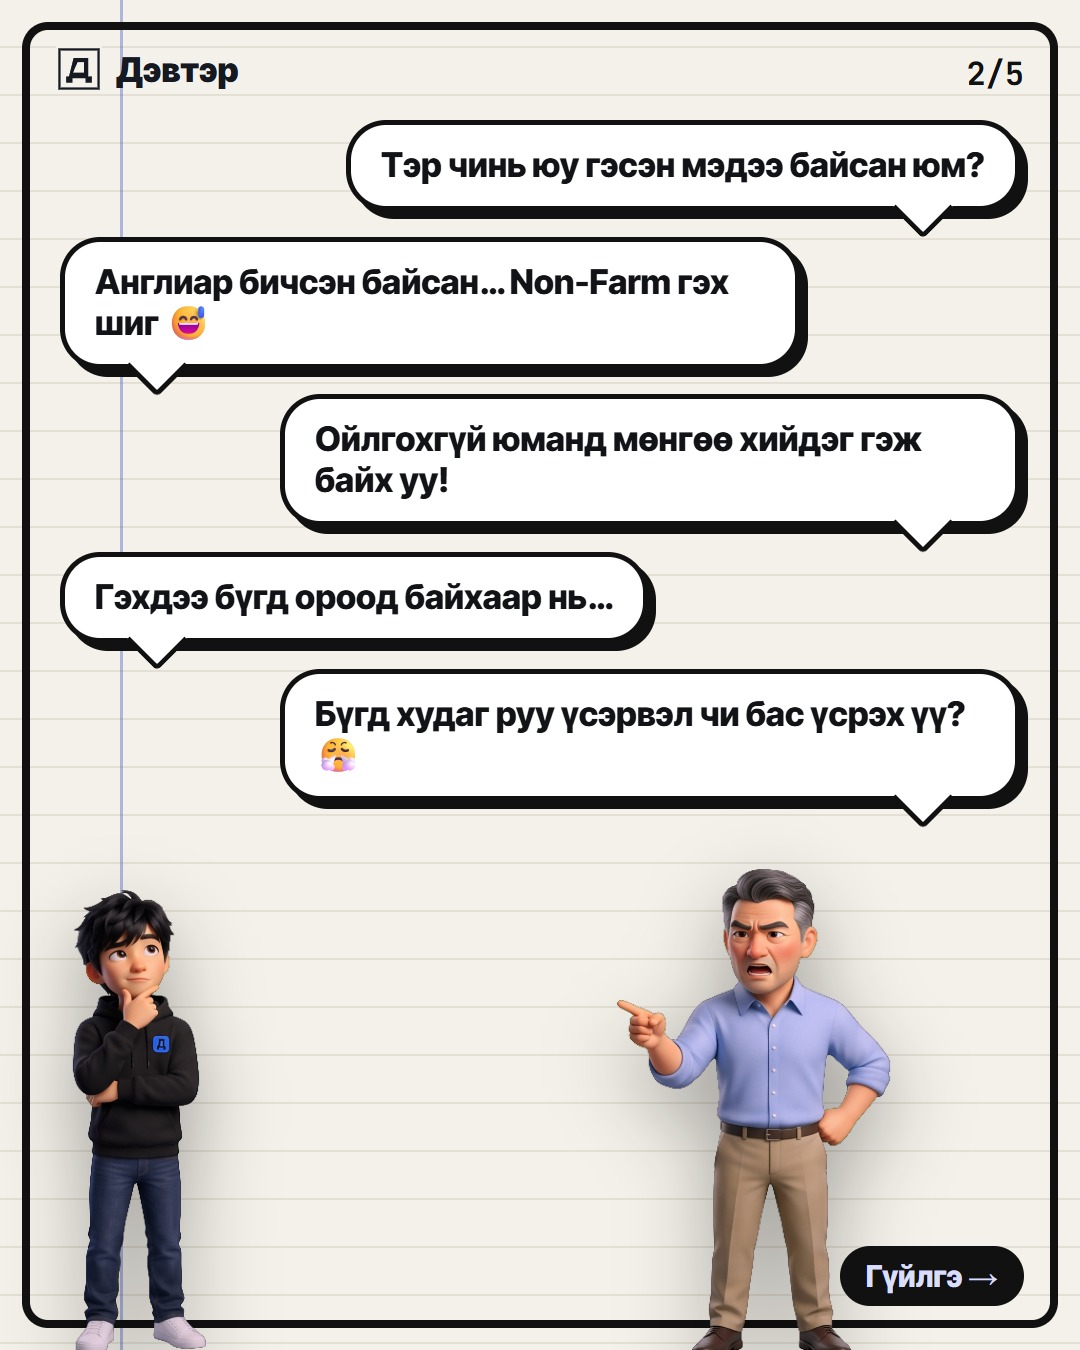 Д Дэвтэр
2/5
Тэр чинь юу гэсэн мэдээ байсан юм?
Англиар бичсэн байсан... Non-Farm гэх
шиг 😅
Ойлгохгүй юманд мөнгөө хийдэг гэж
байх уу!
Гэхдээ бүгд ороод байхаар нь...
Бүгд худаг руу үсэрвэл чи бас үсрэх үү?
😤
Д
Гүйлгэ →